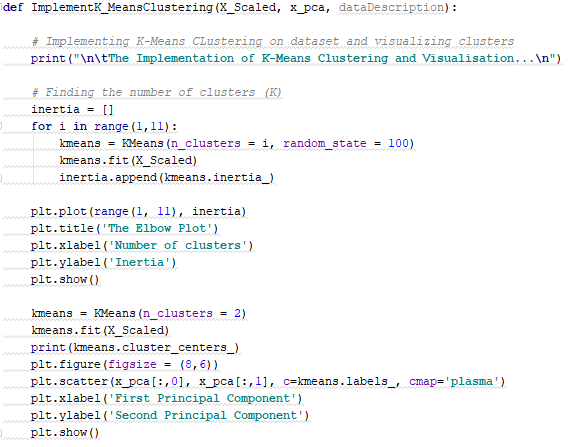 def ImplementK_MeansClustering(X_Scaled, x_pca, dataDescription):
# Implementing K-Means CLustering on dataset and visualizing clusters
print("\n\tThe Implementation of K-Means Clustering and Visualisation...\n")
# Finding the number of clusters (K)
inertia = []
for i in range(1,11):
kmeans = KMeans(n_clusters = i, random_state = 100)
kmeans.fit(X_Scaled)
inertia.append(kmeans.inertia_)
plt.plot(range(1, 11), inertia)
plt.title('The Elbow Plot')
plt.xlabel('Number of clusters')
plt.ylabel('Inertia')
plt.show()
kmeans = KMeans(n_clusters = 2)
kmeans.fit(X_Scaled)
print(kmeans.cluster_centers_)
plt.figure(figsize = (8,6))
plt.scatter(x_pca[:,0], x_pca[:,1], c=kmeans.labels_, cmap='plasma')
plt.xlabel('First Principal Component')
plt.ylabel('Second Principal Component')
plt.show()